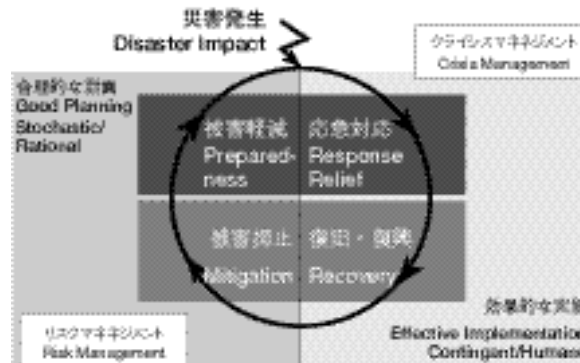 災害発生
Disaster Impact
クライシスマネネジメント
Crisis Management
合理的な計画
Good Planning
Stochastic/
Rational
被害軽減
Prepared-
ness
応急対応
Response
Relief
被害抑止
Mitigation
復旧・復興
Recovery
リスクマネネジメント
Risk Management
効果的な実施
Effective Implementation
Contingent/Humane